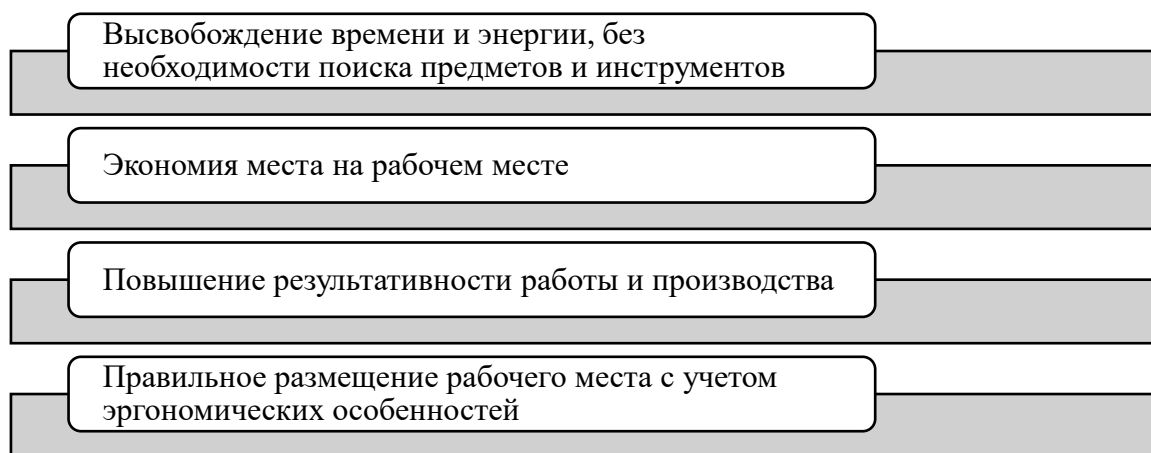 Высвобождение времени и энергии, без
необходимости поиска предметов и инструментов
Экономия места на рабочем месте
Повышение результативности работы и производства
Правильное размещение рабочего места с учетом
эргономических особенностей